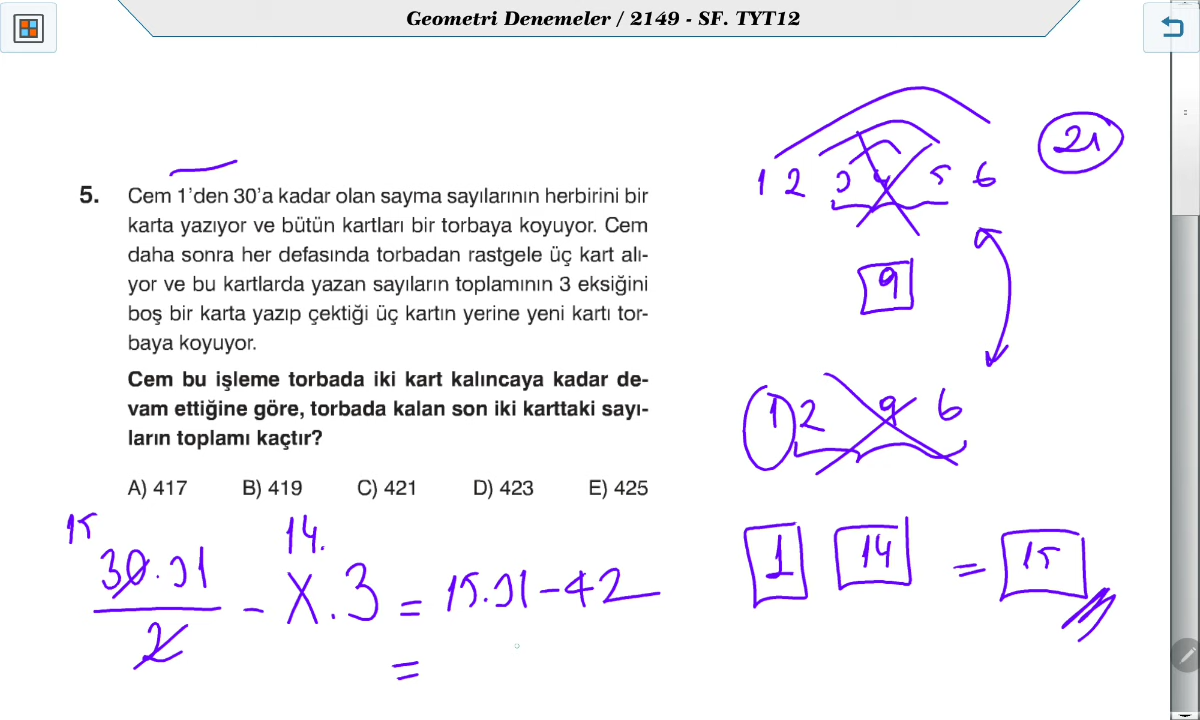 Geometri Denemeler / 2149 - SF. TYT12
5. Cem 1'den 30'a kadar olan sayma sayılarının herbirini bir
karta yazıyor ve bütün kartları bir torbaya koyuyor. Cem
daha sonra her defasında torbadan rastgele üç kart alı-
yor ve bu kartlarda yazan sayıların toplamının 3 eksiğini
boş bir karta yazıp çektiği üç kartın yerine yeni kartı tor-
baya koyuyor.
Cem bu işleme torbada iki kart kalıncaya kadar de-
vam ettiğine göre, torbada kalan son iki karttaki sayı-
ların toplamı kaçtır?
A) 417 B) 419 C) 421 D) 423 E) 425
15
14.
30.31
2
- x.3 = 15.31-42
=
1 2 3 4 5 6
21
9
1 2 9 6
1 14 = 15